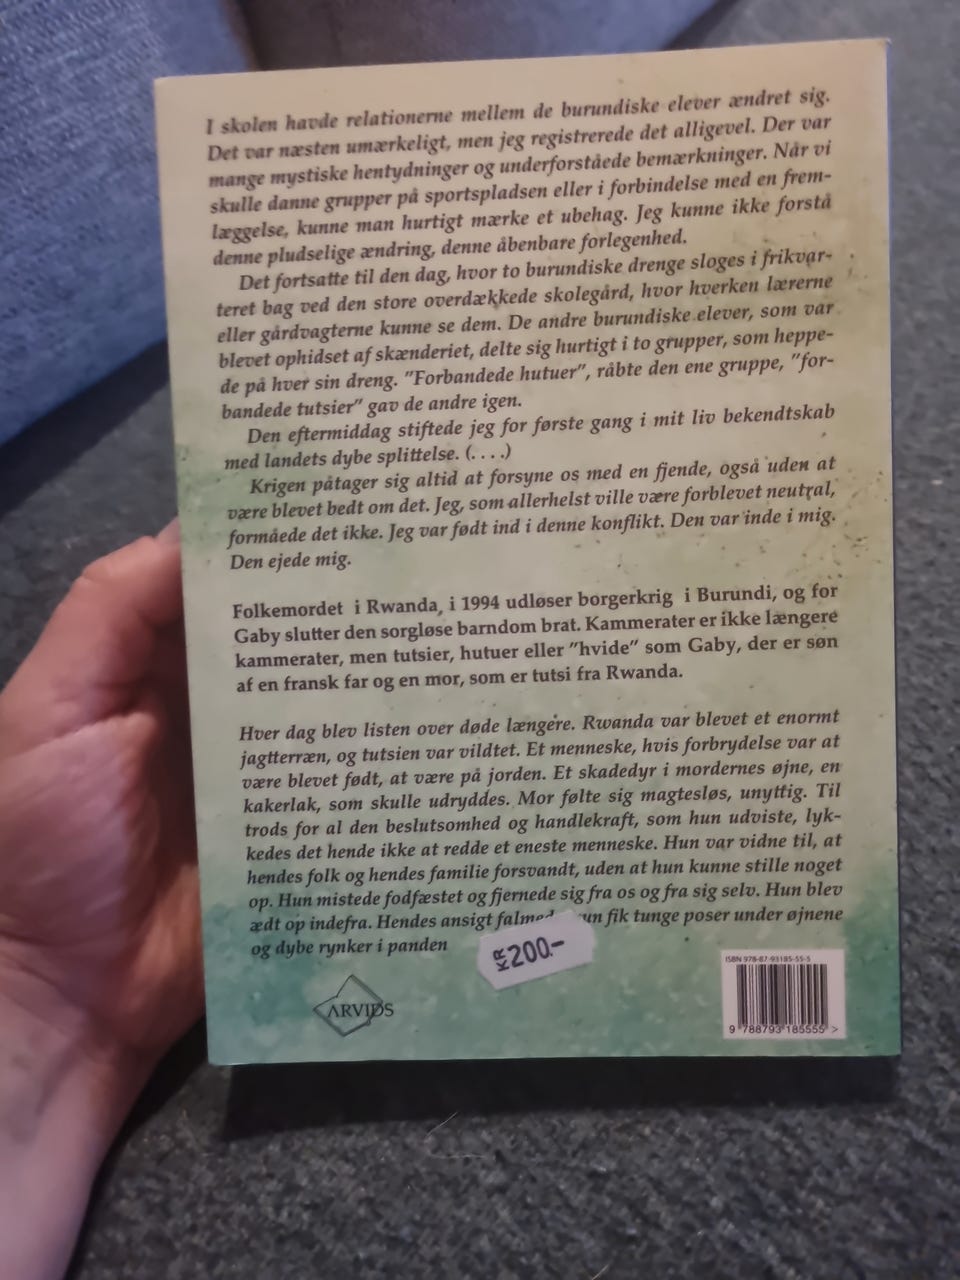 I skolen havde relationerne mellem de burundiske elever ændret sig.
Det var næsten umærkeligt, men jeg registrerede det alligevel. Der var
mange mystiske hentydninger og underforståede bemærkninger. Når vi
skulle danne grupper på sportspladsen eller i forbindelse med en frem-
læggelse, kunne man hurtigt mærke et ubehag. Jeg kunne ikke forstå
denne pludselige ændring, denne åbenbare forlegenhed.
Det fortsatte til den dag, hvor to burundiske drenge sloges i frikvar-
teret bag ved den store overdækkede skolegård, hvor hverken lærerne
eller gårdvagterne kunne se dem. De andre burundiske elever, som var
blevet ophidset af skænderiet, delte sig hurtigt i to grupper, som heppe-
de på hver sin dreng. "Forbandede hutuer", råbte den ene gruppe, "for-
bandede tutsier" gav de andre igen.
Den eftermiddag stiftede jeg for første gang i mit liv bekendtskab
med landets dybe splittelse. (. . . .)
Krigen påtager sig altid at forsyne os med en fjende, også uden at
være blevet bedt om det. Jeg, som allerhelst ville være forblevet neutral,
formåede det ikke. Jeg var født ind i denne konflikt. Den var inde i mig.
Den ejede mig.
Folkemordet i Rwanda, i 1994 udløser borgerkrig i Burundi, og for
Gaby slutter den sorgløse barndom brat. Kammerater er ikke længere
kammerater, men tutsier, hutuer eller "hvide" som Gaby, der er søn
af en fransk far og en mor, som er tutsi fra Rwanda.
Hver dag blev listen over døde længere. Rwanda var blevet et enormt
jagtterræn, og tutsien var vildtet. Et menneske, hvis forbrydelse var at
være blevet født, at være på jorden. Et skadedyr i mordernes øjne, en
kakerlak, som skulle udryddes. Mor følte sig magtesløs, unyttig. Til
trods for al den beslutsomhed og handlekraft, som hun udviste, lyk-
kedes det hende ikke at redde et eneste menneske. Hun var vidne til, at
hendes folk og hendes familie forsvandt, uden at hun kunne stille noget
op. Hun mistede fodfæstet og fjernede sig fra os og fra sig selv. Hun blev
ædt op indefra. Hendes ansigt fik tunge poser under øjnene
og dybe rynker i panden
KR 200.-
ARVIDS
ISBN 978-87-93185-55-5
9 788793 185555 >